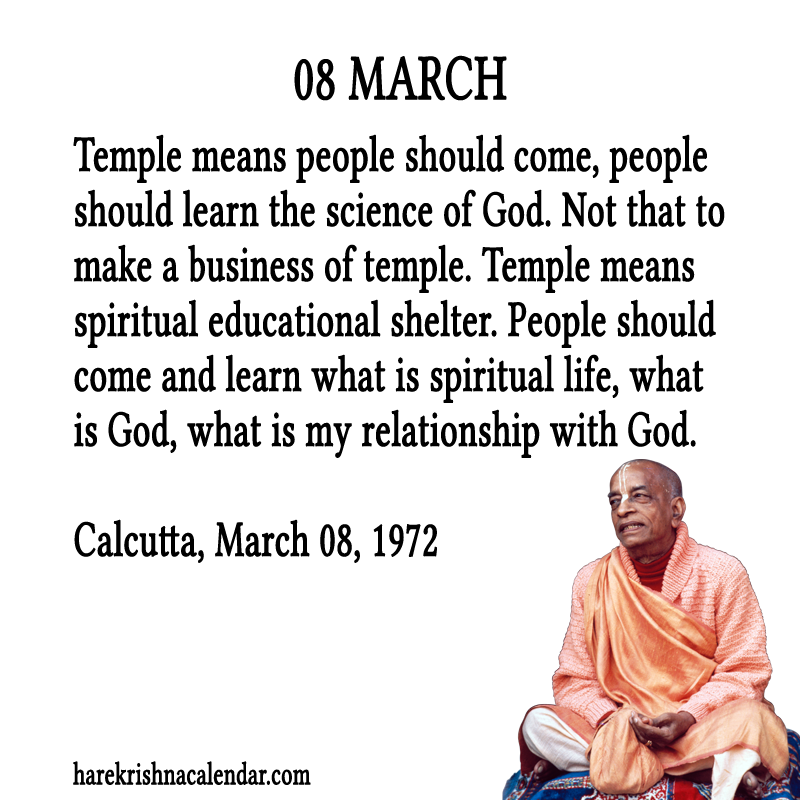 08 MARCH
Temple means people should come, people
should learn the science of God. Not that to
make a business of temple. Temple means
spiritual educational shelter. People should
come and learn what is spiritual life, what
is God, what is my relationship with God.
Calcutta, March 08, 1972
harekrishnacalendar.com